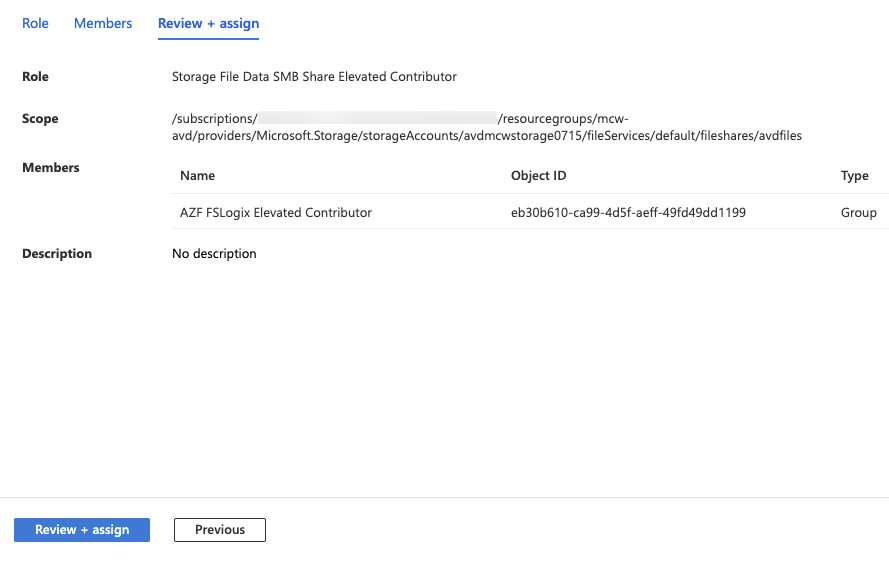 Role Members Review + assign
Role Storage File Data SMB Share Elevated Contributor
Scope /subscriptions/ /resourcegroups/mcw-
avd/providers/Microsoft.Storage/storageAccounts/avdmcwstorage0715/fileServices/default/fileshares/avdfiles
Members
Name Object ID Type
AZF FSLogix Elevated Contributor eb30b610-ca99-4d5f-aeff-49fd49dd1199 Group
Description No description
Review + assign Previous